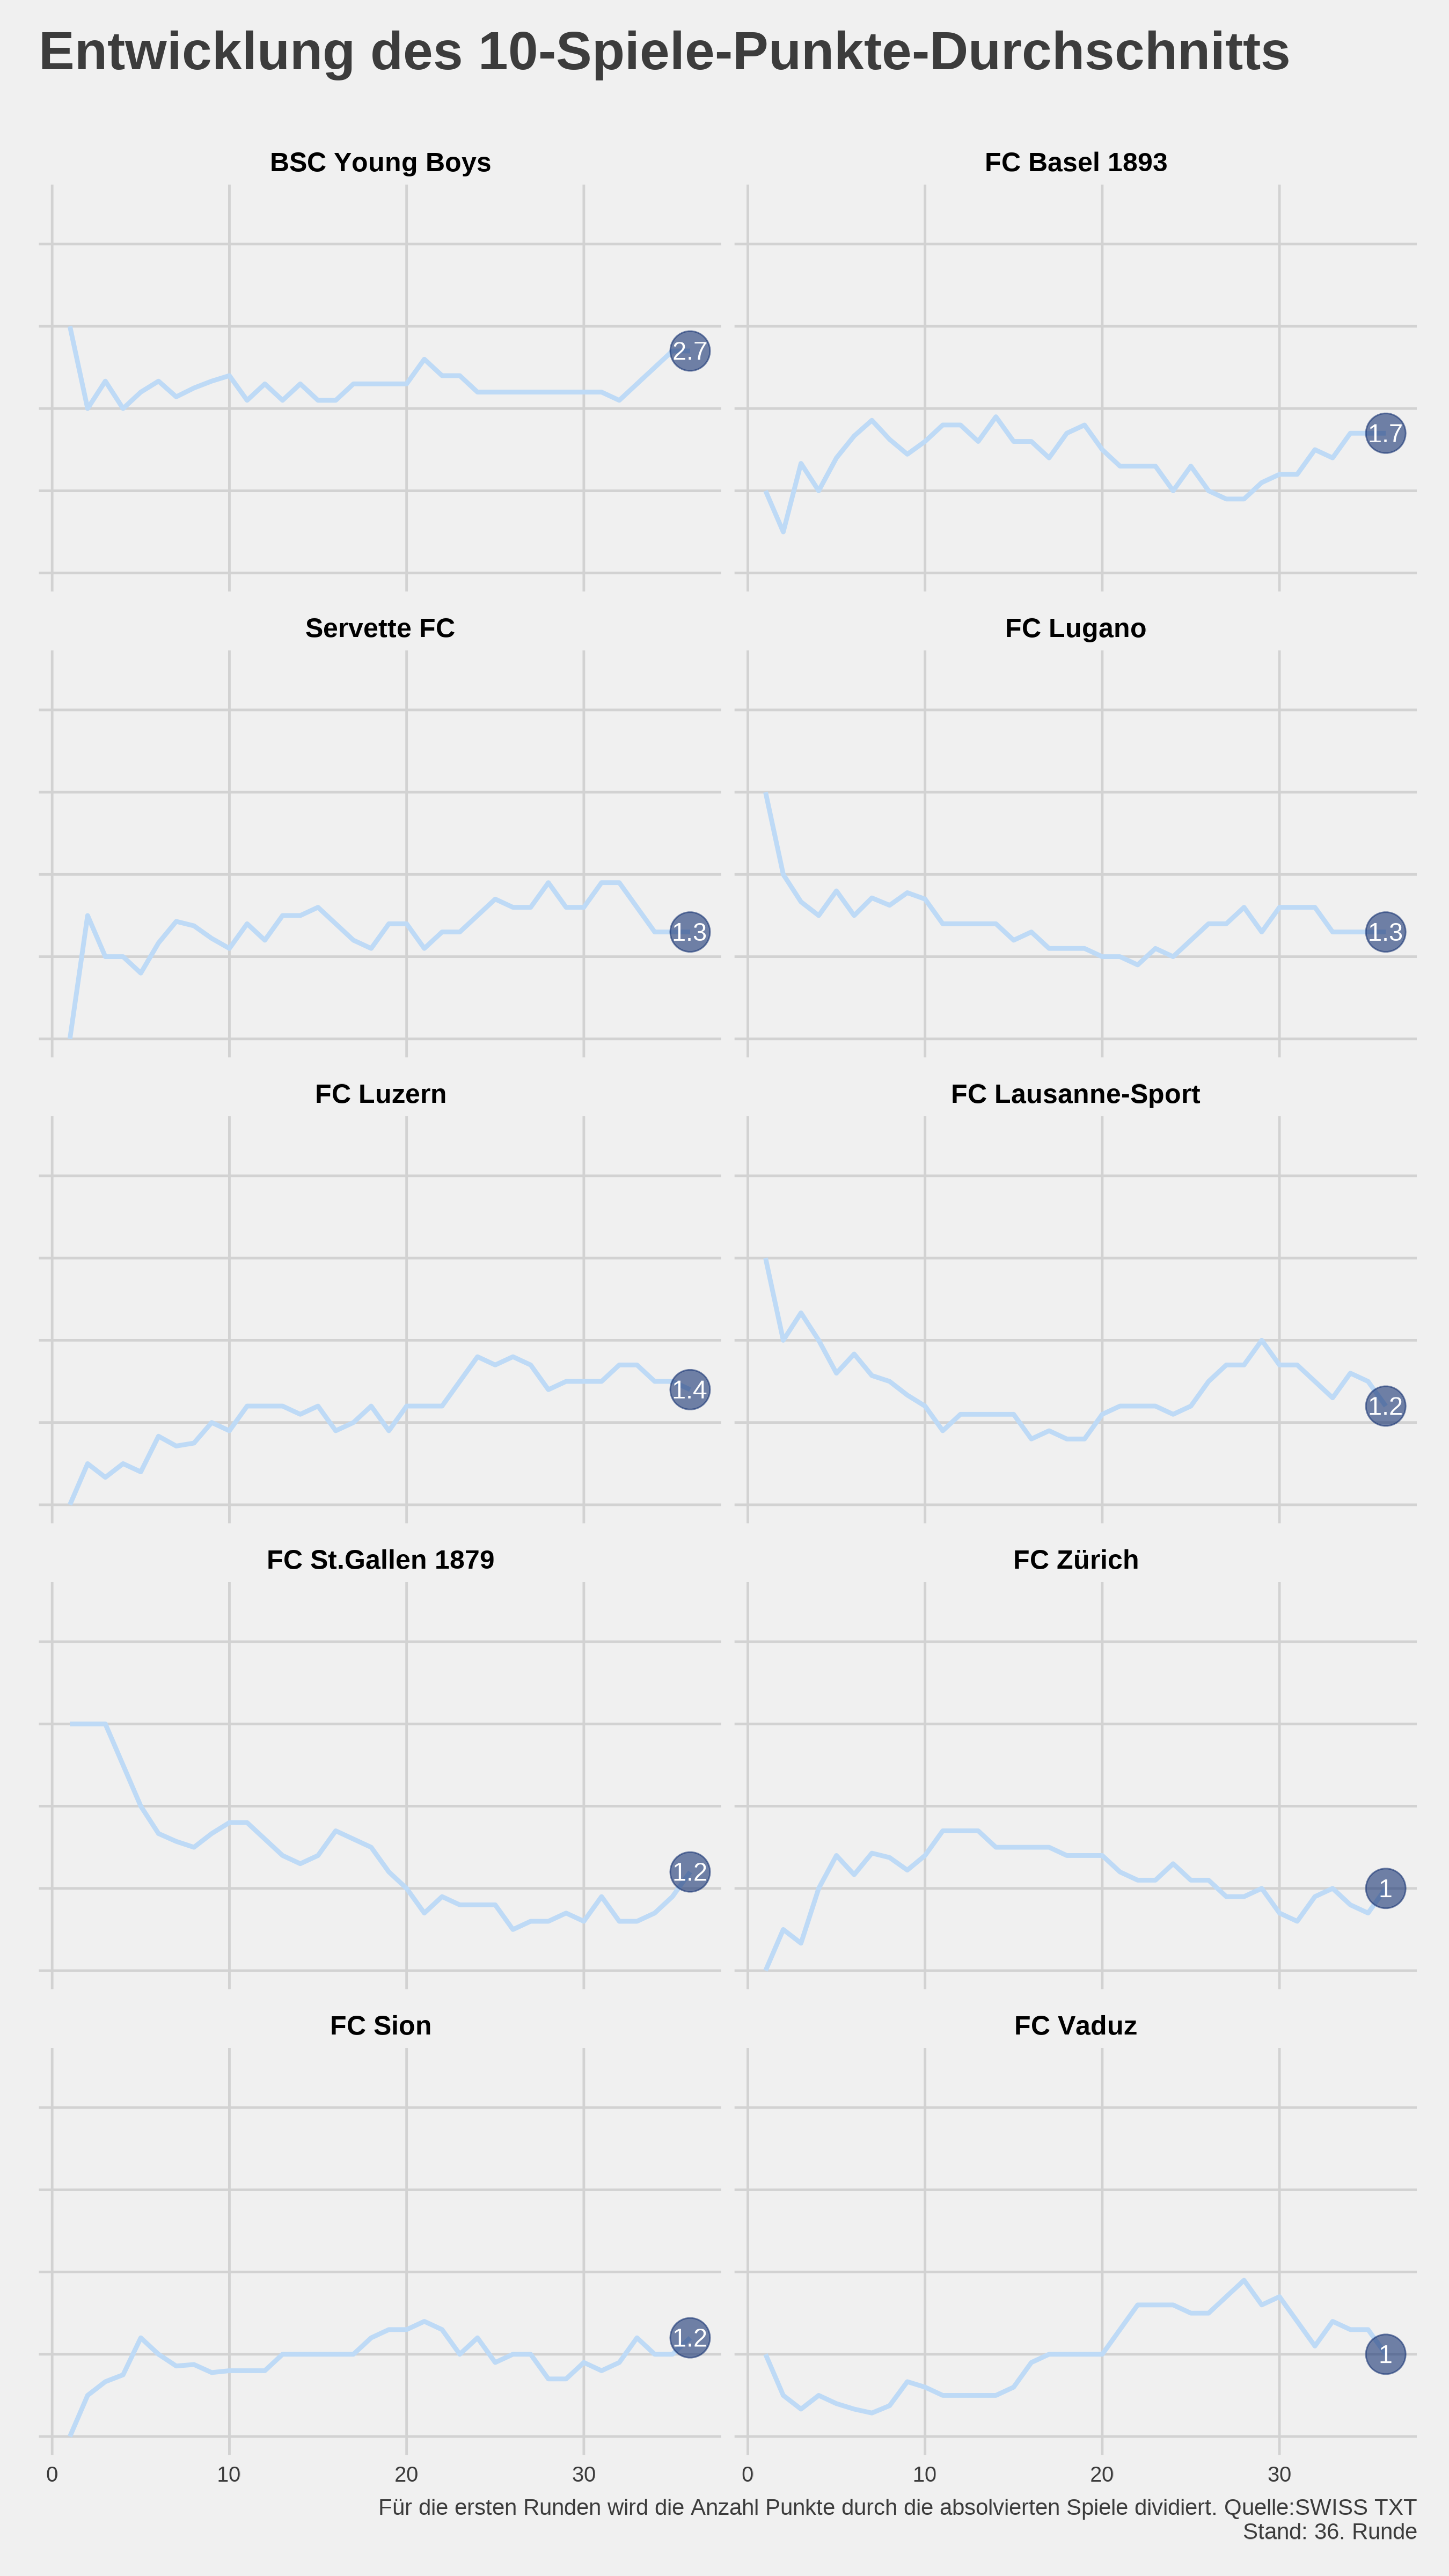 Entwicklung des 10-Spiele-Punkte-Durchschnitts
BSC Young Boys
FC Basel 1893
2.7
1.7
Servette FC
FC Lugano
1.3
1.3
FC Luzern
FC Lausanne-Sport
1.4
1.2
FC St.Gallen 1879
FC Zürich
1.2
1
FC Sion
FC Vaduz
1.2
1
0 10 20 30 0 10 20 30
Für die ersten Runden wird die Anzahl Punkte durch die absolvierten Spiele dividiert. Quelle:SWISS TXT
Stand: 36. Runde